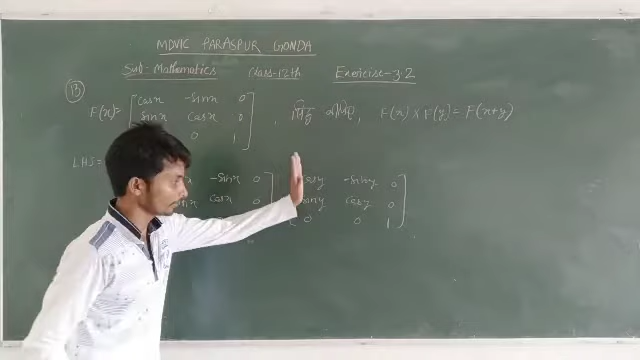 MDVIC PARASPUR GONDA
Sub- Mathematics Class-12th Exercise-3.2
13 F(x)= [ Cosx -Sinx 0
Sinx Cosx 0
0 1 ] , सिद्ध कीजिए, F(x) × F(y) = F(x+y)
LHS = -Sinx 0 ] Cosy -Siny 0
Cosx 0 Siny Cosy 0
0 0 1 ]